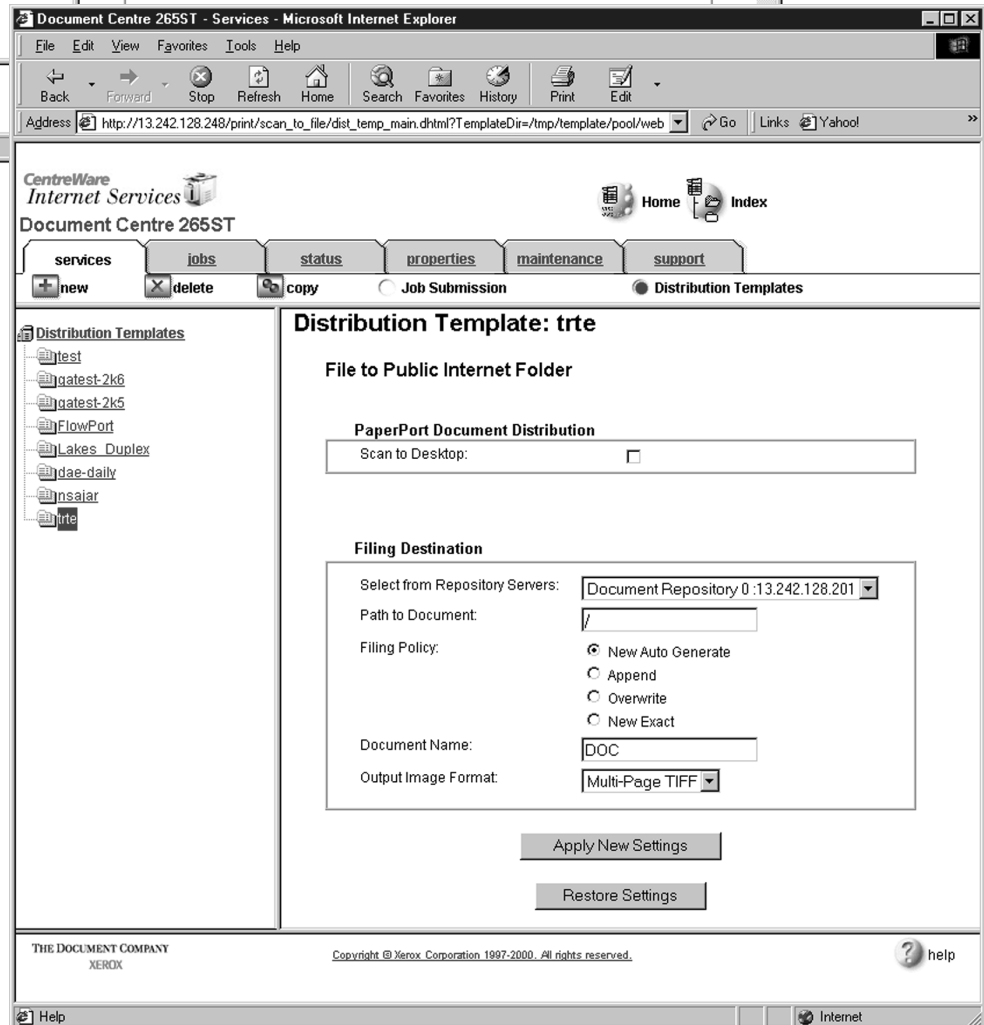 Document Centre 265ST - Services - Microsoft Internet Explorer
File Edit View Favorites Tools Help
Back Forward Stop Refresh Home Search Favorites History Print Edit
Address http://13.242.128.248/print/scan_to_file/dist_temp_main.dhtml?TemplateDir=/tmp/template/pool/web Go Links Yahoo! »
CentreWare
Internet Services
Document Centre 265ST
Home Index
services jobs status properties maintenance support
new delete copy Job Submission Distribution Templates
Distribution Templates
test
qatest-2k6
qatest-2k5
FlowPort
Lakes_Duplex
dae-daily
nsajar
trte
Distribution Template: trte
File to Public Internet Folder
PaperPort Document Distribution
Scan to Desktop:
Filing Destination
Select from Repository Servers: Document Repository 0 :13.242.128.201
Path to Document: /
Filing Policy: New Auto Generate
Append
Overwrite
New Exact
Document Name: DOC
Output Image Format: Multi-Page TIFF
Apply New Settings
Restore Settings
THE DOCUMENT COMPANY
XEROX
Copyright © Xerox Corporation 1997-2000. All rights reserved.
? help
Help Internet